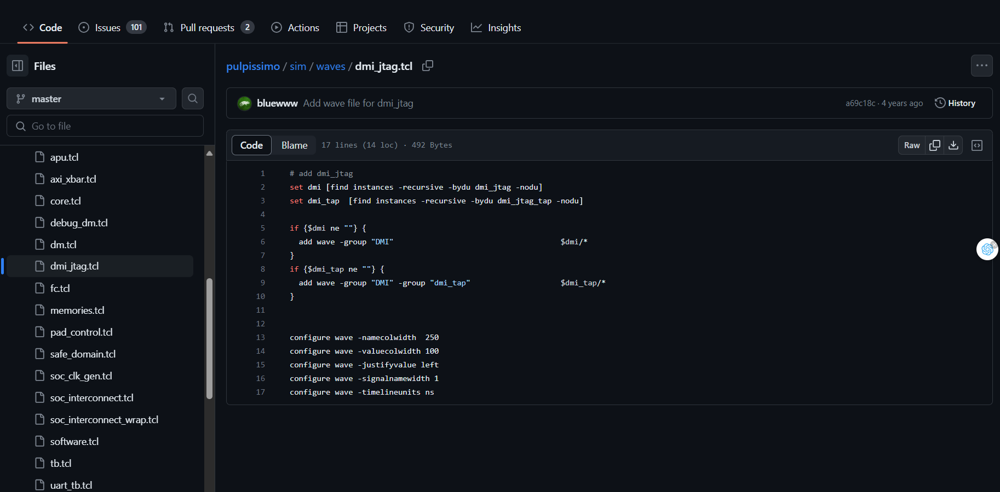 Code Issues 101 Pull requests 2 Actions Projects Security Insights
Files
master
Go to file
apu.tcl
axi_xbar.tcl
core.tcl
debug_dm.tcl
dm.tcl
dmi_jtag.tcl
fc.tcl
memories.tcl
pad_control.tcl
safe_domain.tcl
soc_clk_gen.tcl
soc_interconnect.tcl
soc_interconnect_wrap.tcl
software.tcl
tb.tcl
uart_tb.tcl
pulpissimo / sim / waves / dmi_jtag.tcl
bluewww Add wave file for dmi_jtag a69c18c · 4 years ago History
Code Blame 17 lines (14 loc) · 492 Bytes Raw
1 # add dmi_jtag
2 set dmi [find instances -recursive -bydu dmi_jtag -nodu]
3 set dmi_tap  [find instances -recursive -bydu dmi_jtag_tap -nodu]
4
5 if {$dmi ne ""} {
6   add wave -group "DMI"                                     $dmi/*
7 }
8 if {$dmi_tap ne ""} {
9   add wave -group "DMI" -group "dmi_tap"                    $dmi_tap/*
10 }
11
12
13 configure wave -namecolwidth  250
14 configure wave -valuecolwidth 100
15 configure wave -justifyvalue left
16 configure wave -signalnamewidth 1
17 configure wave -timelineunits ns